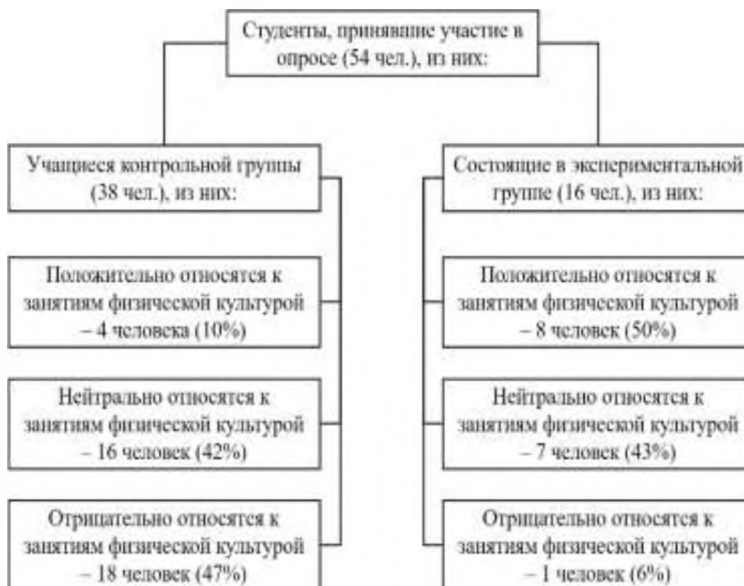 Студенты, принявшие участие в
опросе (54 чел.), из них:
Учащиеся контрольной группы
(38 чел.), из них:
Положительно относятся к
занятиям физической культурой
– 4 человека (10%)
Нейтрально относятся к
занятиям физической культурой
– 16 человек (42%)
Отрицательно относятся к
занятиям физической культурой
– 18 человек (47%)
Состоящие в экспериментальной
группе (16 чел.), из них:
Положительно относятся к
занятиям физической культурой
– 8 человек (50%)
Нейтрально относятся к
занятиям физической культурой
– 7 человек (43%)
Отрицательно относятся к
занятиям физической культурой
– 1 человек (6%)